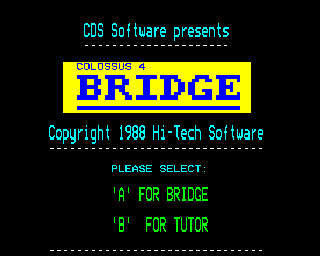 CDS Software presents
COLOSSUS 4
BRIDGE
Copyright 1988 Hi-Tech Software
PLEASE SELECT:
'A' FOR BRIDGE
'B' FOR TUTOR